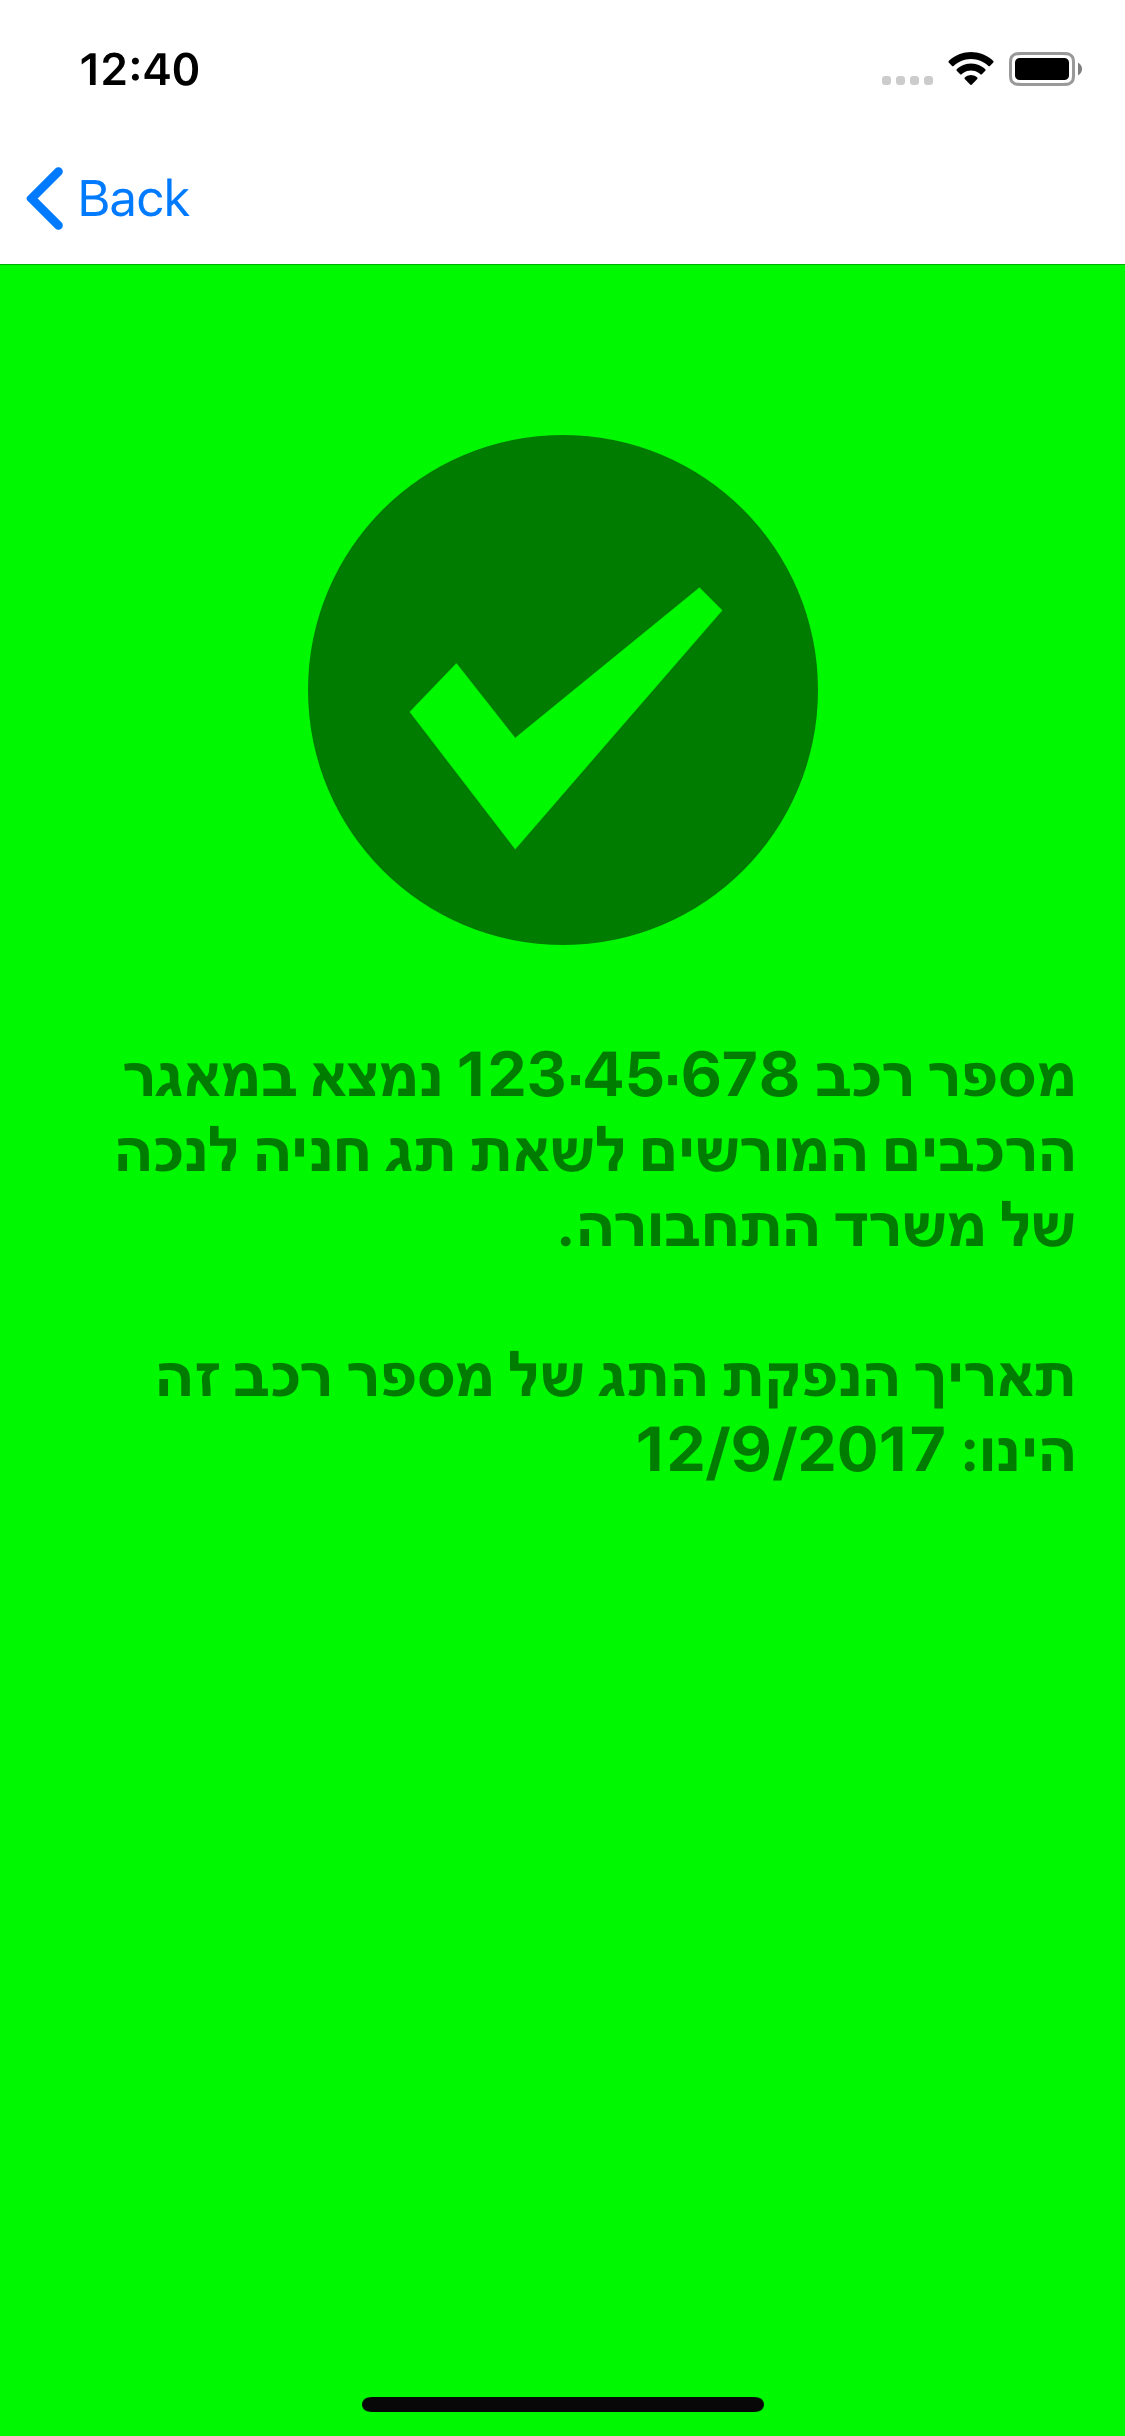 12:40
Back
מספר רכב 123·45·678 נמצא במאגר
הרכבים המורשים לשאת תג חניה לנכה
של משרד התחבורה.
תאריך הנפקת התג של מספר רכב זה
הינו: 12/9/2017